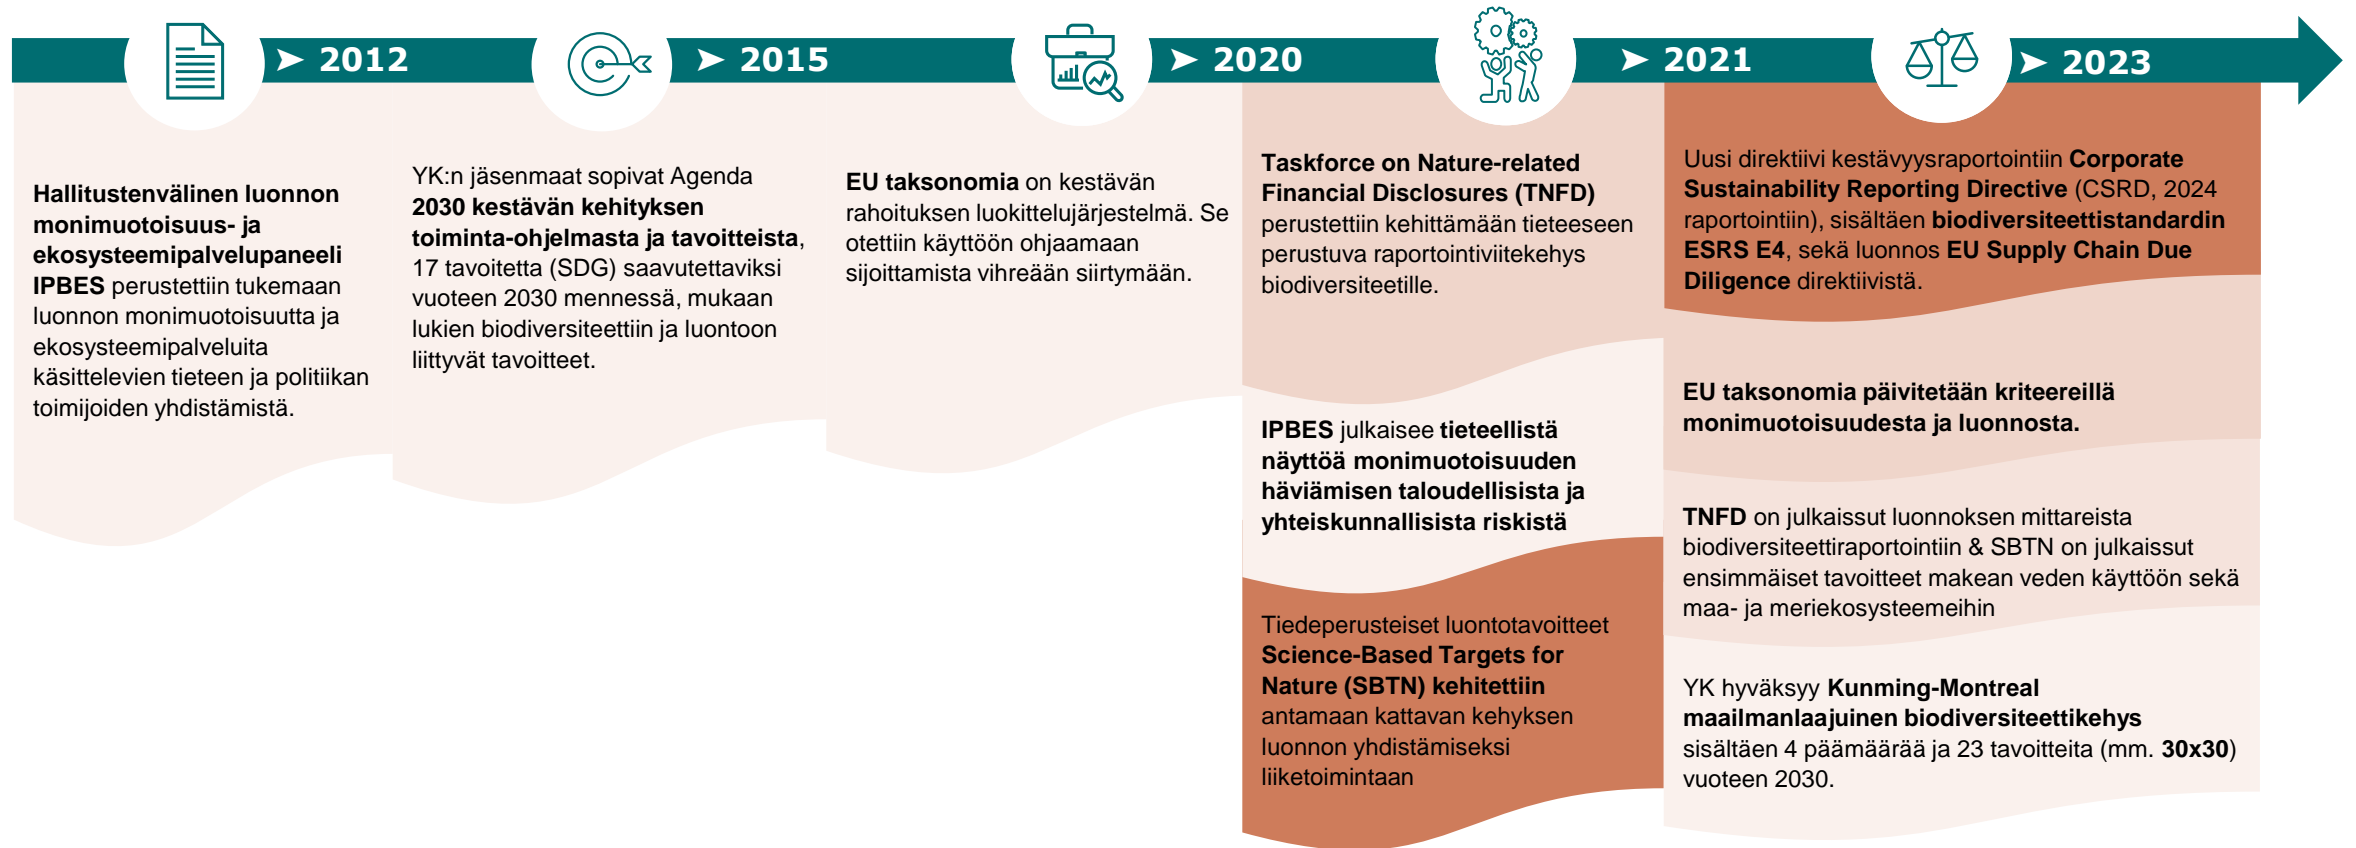 ➤ 2012
➤ 2015
➤ 2020
➤ 2021
➤ 2023
Hallitustenvälinen luonnon
monimuotoisuus- ja
ekosysteemipalvelupaneeli
IPBES perustettiin tukemaan
luonnon monimuotoisuutta ja
ekosysteemipalveluita
käsittelevien tieteen ja politiikan
toimijoiden yhdistämistä.
YK:n jäsenmaat sopivat Agenda
2030 kestävän kehityksen
toiminta-ohjelmasta ja tavoitteista,
17 tavoitetta (SDG) saavutettaviksi
vuoteen 2030 mennessä, mukaan
lukien biodiversiteettiin ja luontoon
liittyvät tavoitteet.
EU taksonomia on kestävän
rahoituksen luokittelujärjestelmä. Se
otettiin käyttöön ohjaamaan
sijoittamista vihreään siirtymään.
Taskforce on Nature-related
Financial Disclosures (TNFD)
perustettiin kehittämään tieteeseen
perustuva raportointiviitekehys
biodiversiteetille.
IPBES julkaisee tieteellistä
näyttöä monimuotoisuuden
häviämisen taloudellisista ja
yhteiskunnallisista riskistä
Tiedeperusteiset luontotavoitteet
Science-Based Targets for
Nature (SBTN) kehitettiin
antamaan kattavan kehyksen
luonnon yhdistämiseksi
liiketoimintaan
Uusi direktiivi kestävyysraportointiin Corporate
Sustainability Reporting Directive (CSRD, 2024
raportointiin), sisältäen biodiversiteettistandardin
ESRS E4, sekä luonnos EU Supply Chain Due
Diligence direktiivistä.
EU taksonomia päivitetään kriteereillä
monimuotoisuudesta ja luonnosta.
TNFD on julkaissut luonnoksen mittareista
biodiversiteettiraportointiin & SBTN on julkaissut
ensimmäiset tavoitteet makean veden käyttöön sekä
maa- ja meriekosysteemeihin
YK hyväksyy Kunming-Montreal
maailmanlaajuinen biodiversiteettikehys
sisältäen 4 päämäärää ja 23 tavoitteita (mm. 30x30)
vuoteen 2030.